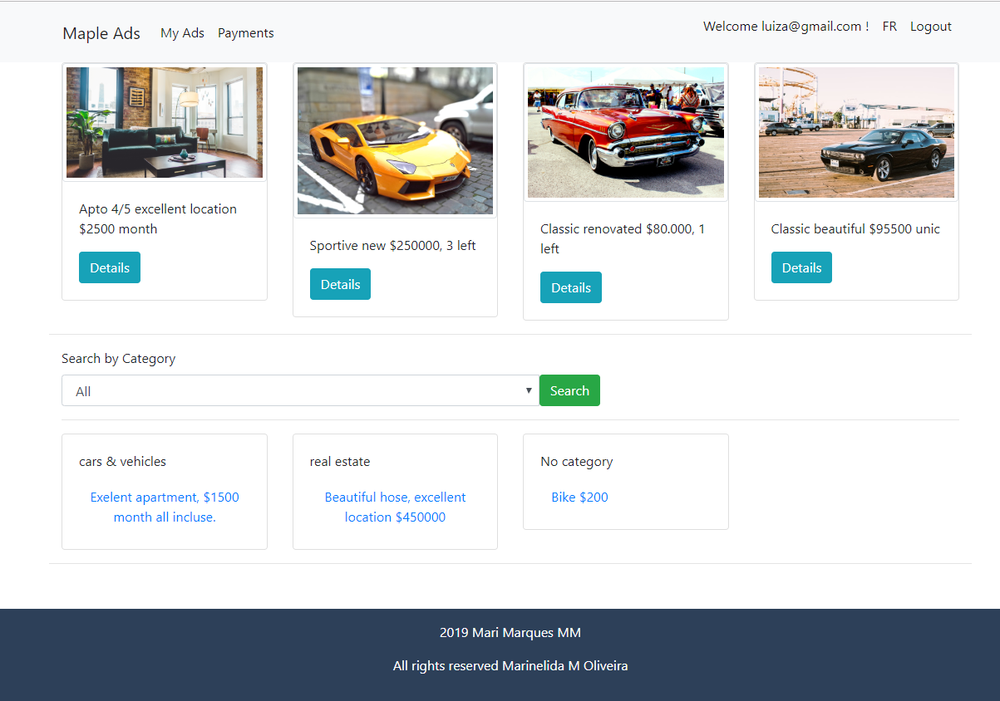 Maple Ads My Ads Payments Welcome luiza@gmail.com ! FR Logout
Apto 4/5 excellent location
$2500 month
Details
Sportive new $250000, 3 left
Details
Classic renovated $80.000, 1
left
Details
Classic beautiful $95500 unic
Details
Search by Category
All
Search
cars & vehicles
Exelent apartment, $1500
month all incluse.
real estate
Beautiful hose, excellent
location $450000
No category
Bike $200
2019 Mari Marques MM
All rights reserved Marinelida M Oliveira